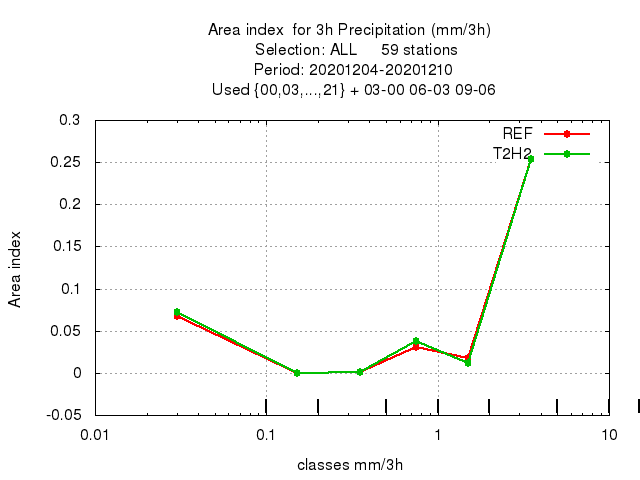 Area index  for 3h Precipitation (mm/3h)
Selection: ALL     59 stations
Period: 20201204-20201210
Used {00,03,...,21} + 03-00 06-03 09-06
0.3
REF
T2H2
0.25
0.2
0.15
0.1
0.05
0
-0.05
Area index
0.01 0.1 1 10
classes mm/3h